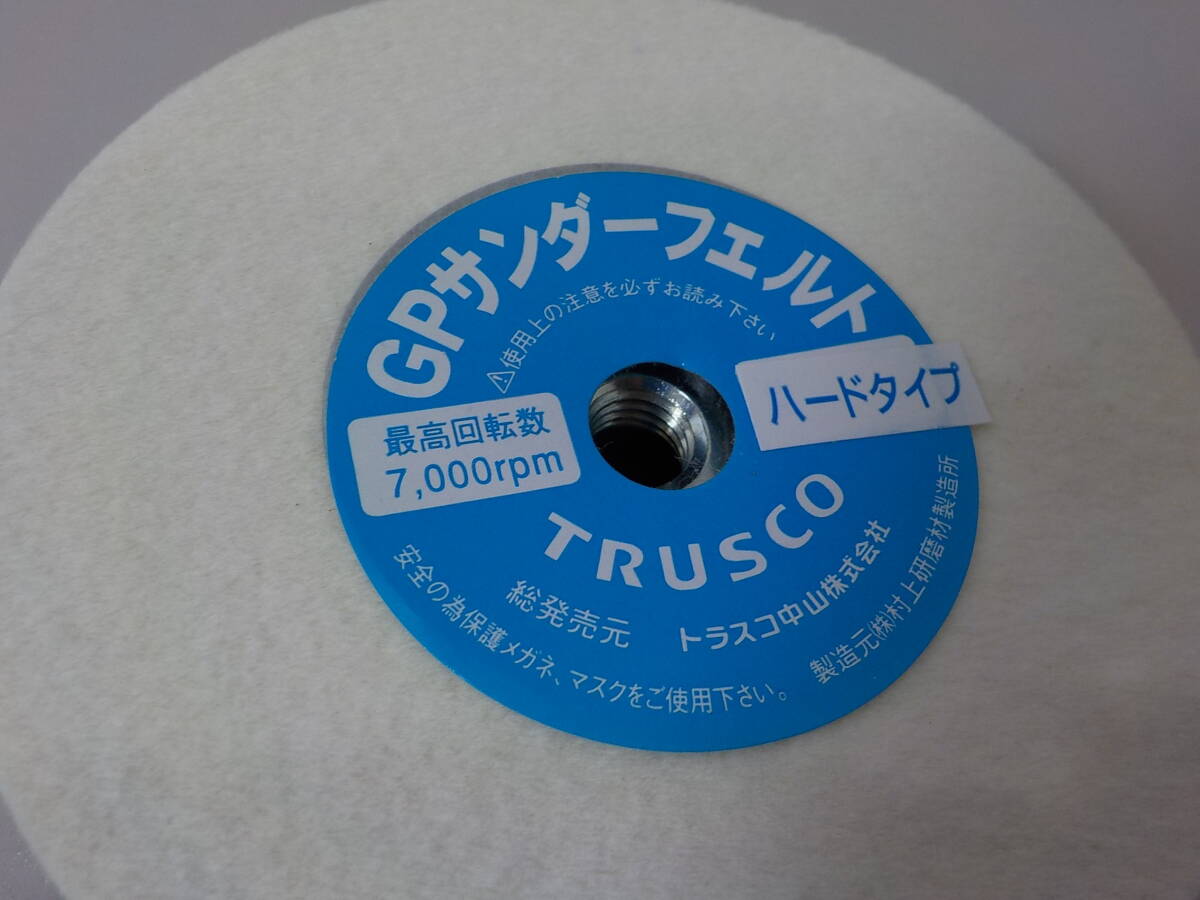 GPサンダーフェルト
⚠使用上の注意を必ずお読み下さい
最高回転数
7,000rpm
ハードタイプ
TRUSCO
総発売元 トラスコ中山株式会社
安全の為保護メガネ、マスクをご使用下さい。
製造元㈱村上研磨材製造所